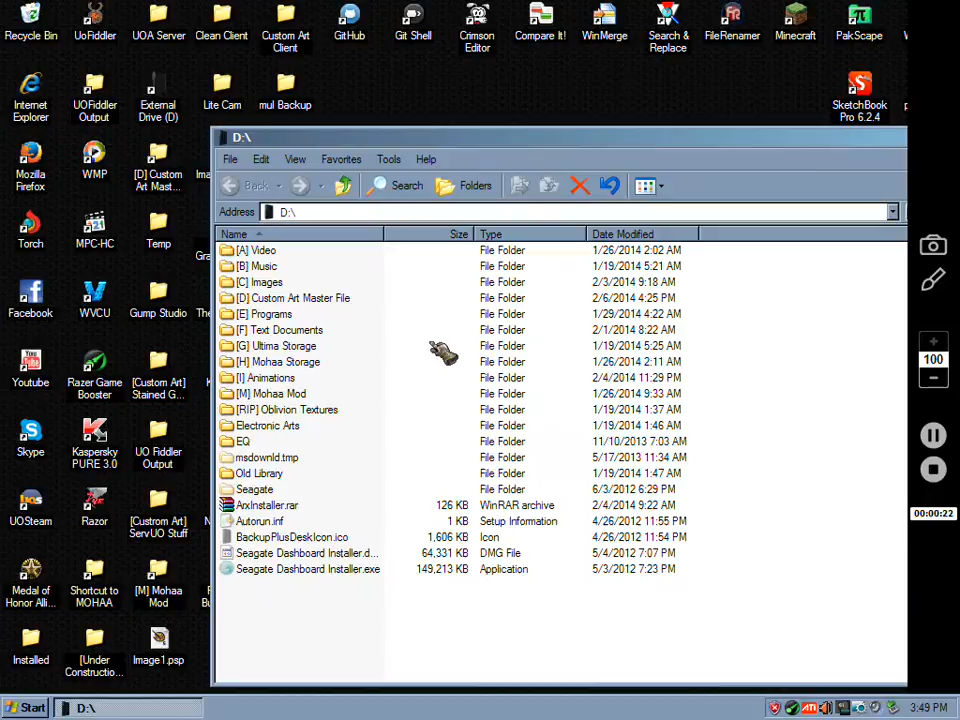 Recycle Bin
UoFiddler
UOA Server
Clean Client
Custom Art
Client
GitHub
Git Shell
Crimson
Editor
Compare It!
WinMerge
Search &
Replace
FileRenamer
Minecraft
PakScape
Internet
Explorer
UOFiddler
Output
External
Drive (D)
Lite Cam
mul Backup
SketchBook
Pro 6.2.4
Mozilla
Firefox
WMP
[D] Custom
Art Mast...
Torch
MPC-HC
Temp
Facebook
WVCU
Gump Studio
Youtube
Razer Game
Booster
[Custom Art]
Stained G...
Skype
Kaspersky
PURE 3.0
UO Fiddler
Output
UOSteam
Razor
[Custrom Art]
ServUO Stuff
Medal of
Honor Alli...
Shortcut to
MOHAA
[M] Mohaa
Mod
Installed
[Under
Constructio...
Image1.psp
D:\
File Edit View Favorites Tools Help
Back Search Folders
Address D:\
Name Size Type Date Modified
[A] Video File Folder 1/26/2014 2:02 AM
[B] Music File Folder 1/19/2014 5:21 AM
[C] Images File Folder 2/3/2014 9:18 AM
[D] Custom Art Master File File Folder 2/6/2014 4:25 PM
[E] Programs File Folder 1/29/2014 4:22 AM
[F] Text Documents File Folder 2/1/2014 8:22 AM
[G] Ultima Storage File Folder 1/19/2014 5:25 AM
[H] Mohaa Storage File Folder 1/26/2014 2:11 AM
[I] Animations File Folder 2/4/2014 11:29 PM
[M] Mohaa Mod File Folder 1/26/2014 9:33 AM
[RIP] Oblivion Textures File Folder 1/19/2014 1:37 AM
Electronic Arts File Folder 1/19/2014 1:46 AM
EQ File Folder 11/10/2013 7:03 AM
msdownld.tmp File Folder 5/17/2013 11:34 AM
Old Library File Folder 1/19/2014 1:47 AM
Seagate File Folder 6/3/2012 6:29 PM
ArxInstaller.rar 126 KB WinRAR archive 2/4/2014 9:22 AM
Autorun.inf 1 KB Setup Information 4/26/2012 11:55 PM
BackupPlusDeskIcon.ico 1,606 KB Icon 4/26/2012 11:54 PM
Seagate Dashboard Installer.d... 64,331 KB DMG File 5/4/2012 7:07 PM
Seagate Dashboard Installer.exe 149,213 KB Application 5/3/2012 7:23 PM
100
00:00:22
Start
D:\
ATI
3:49 PM